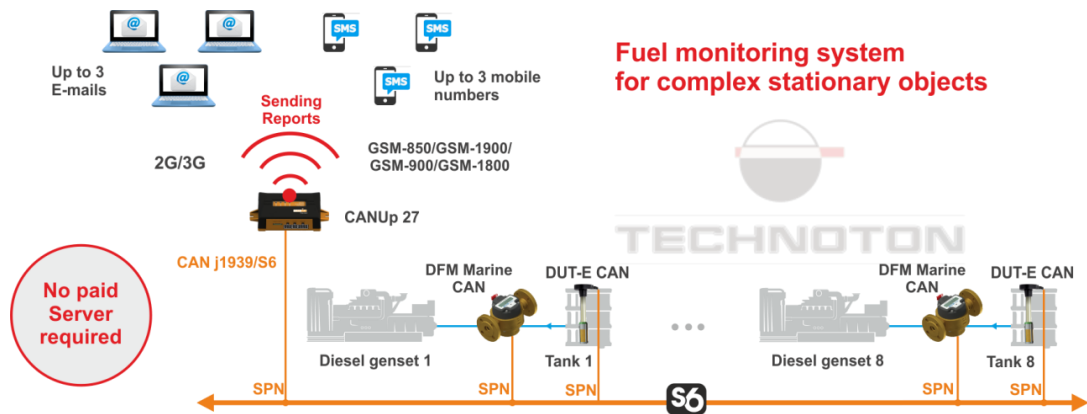 @
@
@
SMS
SMS
SMS
Up to 3
E-mails
Up to 3 mobile
numbers
Fuel monitoring system
for complex stationary objects
Sending
Reports
2G/3G
GSM-850/GSM-1900/
GSM-900/GSM-1800
CANUp 27
TECHNOTON
CAN j1939/S6
No paid
Server
required
DFM Marine
CAN
DUT-E CAN
DFM Marine
CAN
DUT-E CAN
Diesel genset 1
Tank 1
Diesel genset 8
Tank 8
SPN
SPN
SPN
S6
SPN
SPN